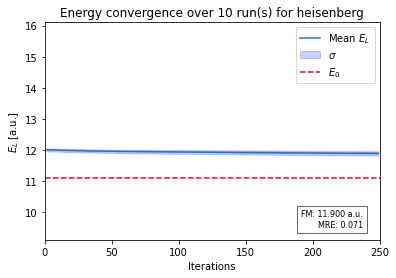 Energy convergence over 10 run(s) for heisenberg
Mean E_L
σ
E_0
E_L [a.u.]
16
15
14
13
12
11
10
FM: 11.900 a.u.
MRE: 0.071
0 50 100 150 200 250
Iterations